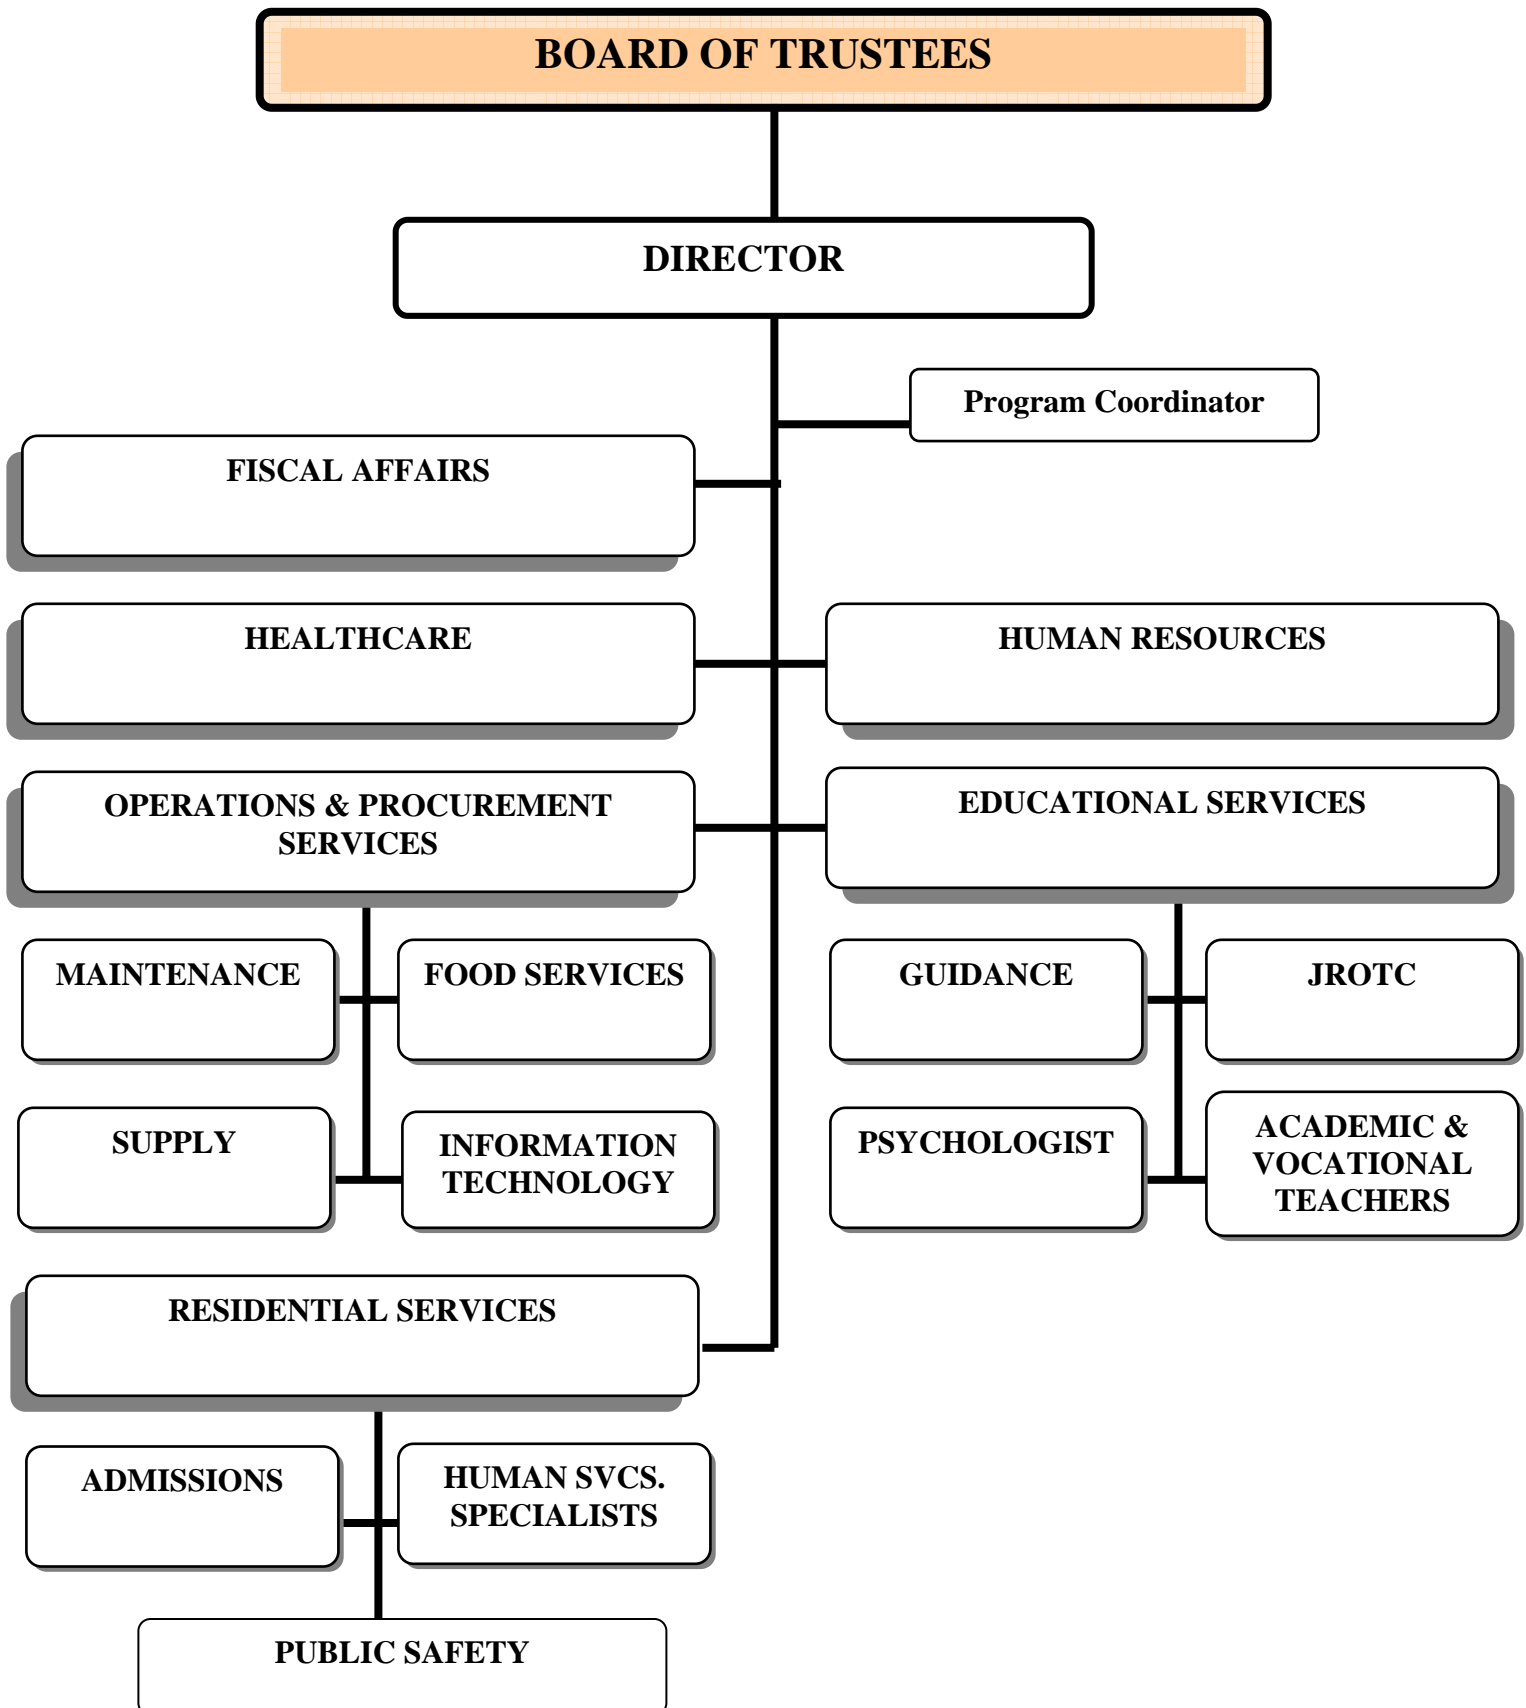 BOARD OF TRUSTEES
DIRECTOR
Program Coordinator
FISCAL AFFAIRS
HEALTHCARE
HUMAN RESOURCES
OPERATIONS & PROCUREMENT
SERVICES
EDUCATIONAL SERVICES
MAINTENANCE
FOOD SERVICES
GUIDANCE
JROTC
SUPPLY
INFORMATION
TECHNOLOGY
PSYCHOLOGIST
ACADEMIC &
VOCATIONAL
TEACHERS
RESIDENTIAL SERVICES
ADMISSIONS
HUMAN SVCS.
SPECIALISTS
PUBLIC SAFETY